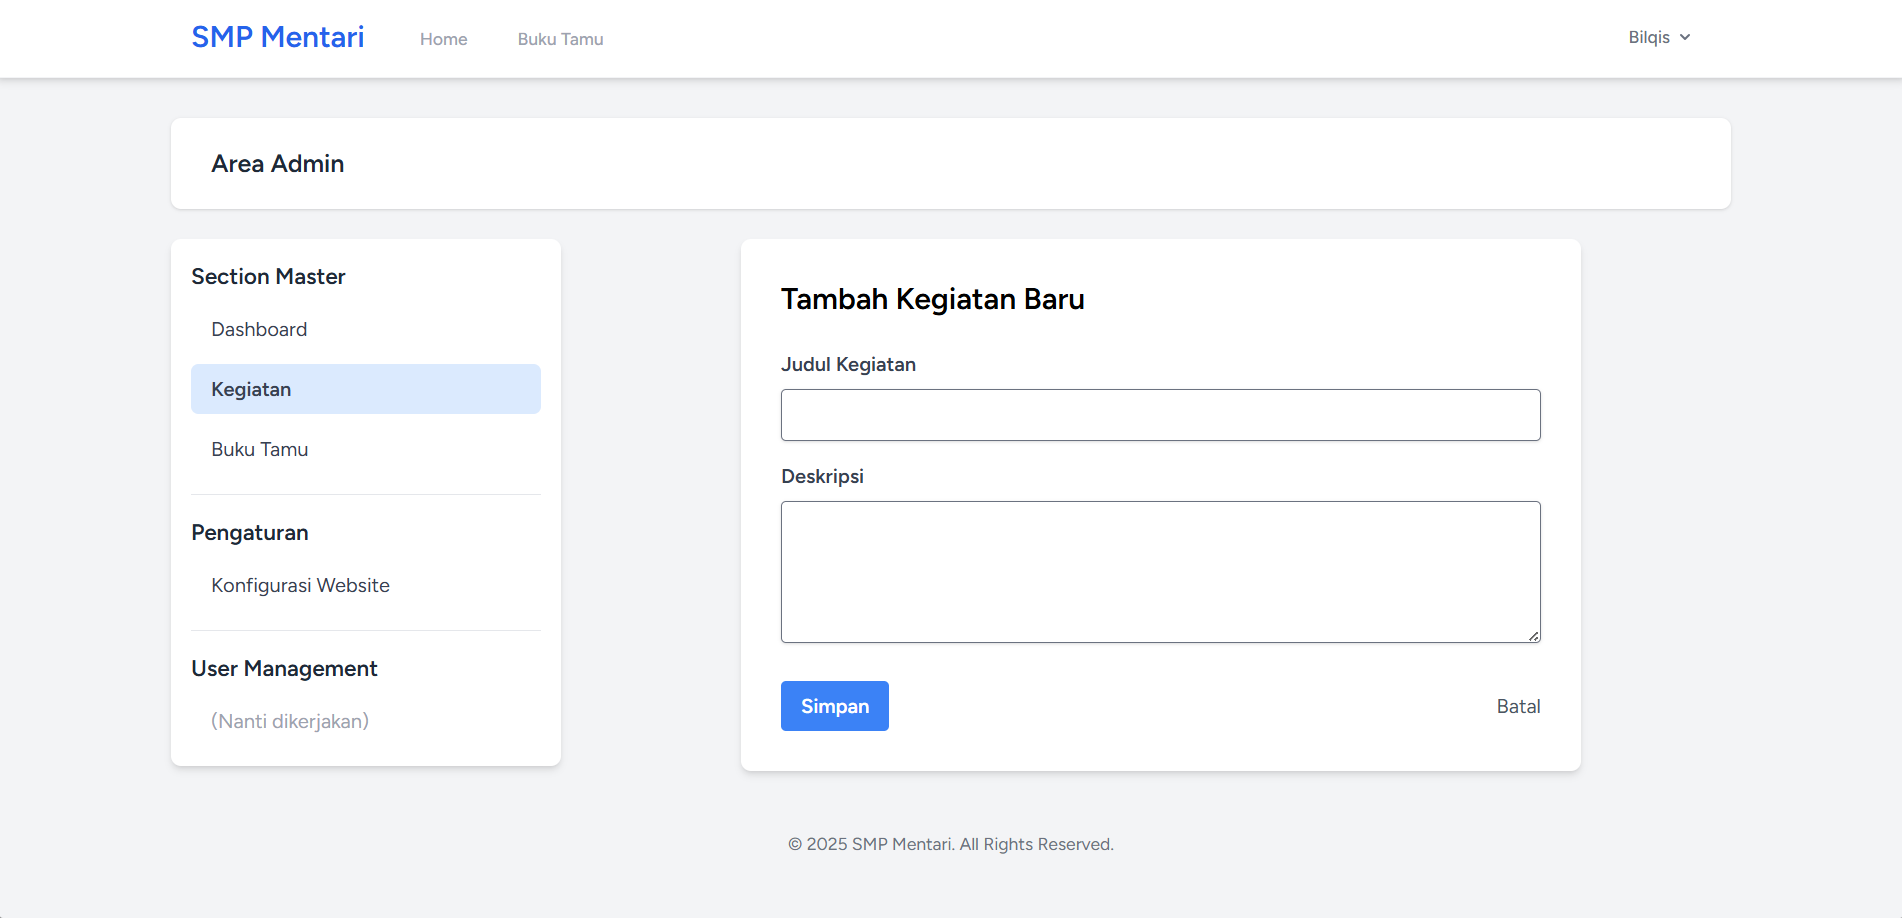 SMP Mentari Home Buku Tamu Bilqis
Area Admin
Section Master
Dashboard
Kegiatan
Buku Tamu
Pengaturan
Konfigurasi Website
User Management
(Nanti dikerjakan)
Tambah Kegiatan Baru
Judul Kegiatan
Deskripsi
Simpan Batal
© 2025 SMP Mentari. All Rights Reserved.